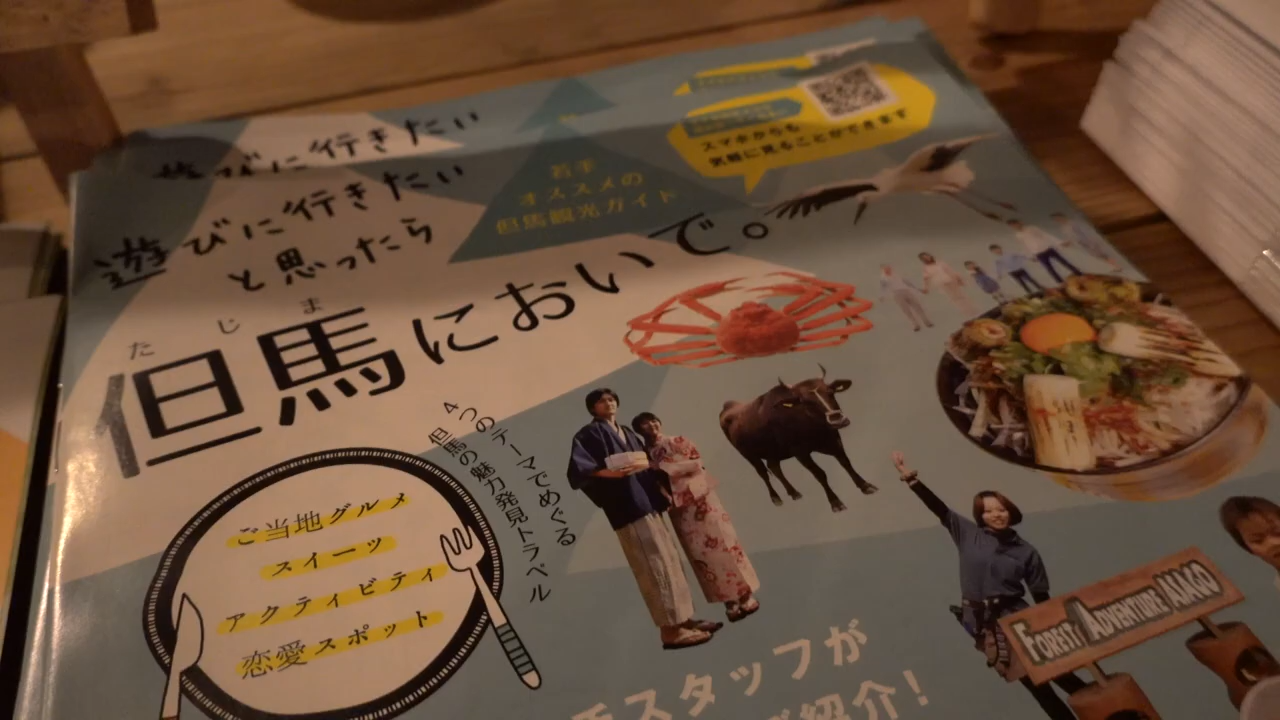 遊びに行きたい
遊びに行きたい
と思ったら
たじま
但馬においで。
若手
オススメの
但馬観光ガイド
スマホからも
気軽に見ることができます
4つのテーマでめぐる
但馬の魅力発見トラベル
ご当地グルメ
スイーツ
アクティビティ
恋愛スポット
FOREST ADVENTURE AMAGO
スタッフが
紹介!